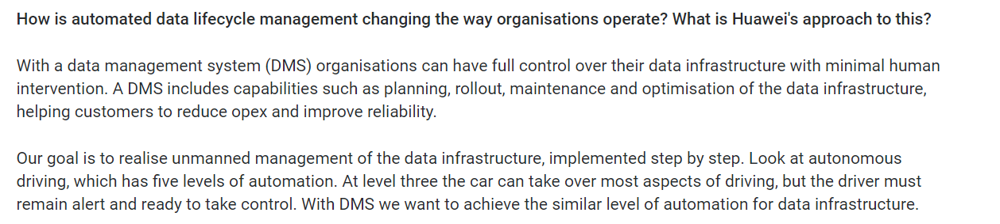 How is automated data lifecycle management changing the way organisations operate? What is Huawei's approach to this?
With a data management system (DMS) organisations can have full control over their data infrastructure with minimal human
intervention. A DMS includes capabilities such as planning, rollout, maintenance and optimisation of the data infrastructure,
helping customers to reduce opex and improve reliability.
Our goal is to realise unmanned management of the data infrastructure, implemented step by step. Look at autonomous
driving, which has five levels of automation. At level three the car can take over most aspects of driving, but the driver must
remain alert and ready to take control. With DMS we want to achieve the similar level of automation for data infrastructure.